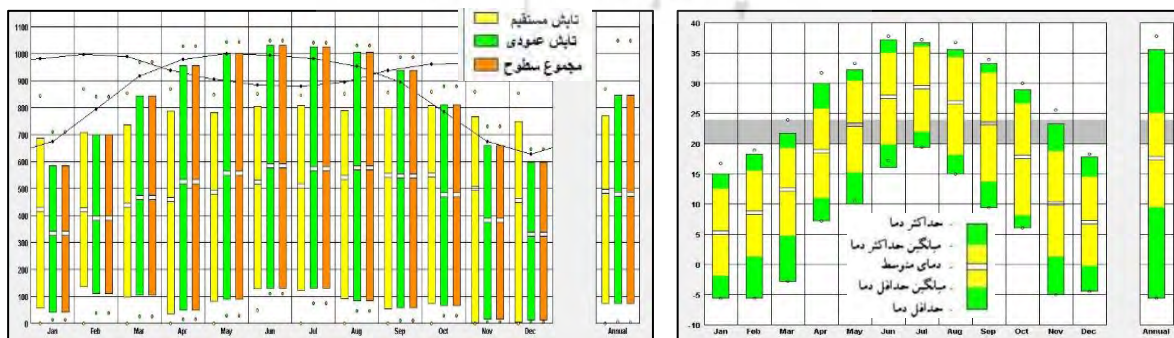 تابش مستقیم
تابش عمودی
مجموع سطوح
1100
1000
900
800
700
600
500
400
300
200
100
0
Jan Feb Mar Apr May Jun Jul Aug Sep Oct Nov Dec Annual
40
35
30
25
20
15
10
5
0
-5
-10
حداکثر دما
میانگین حداکثر دما
دمای متوسط
میانگین حداقل دما
حداقل دما
Jan Feb Mar Apr May Jun Jul Aug Sep Oct Nov Dec Annual